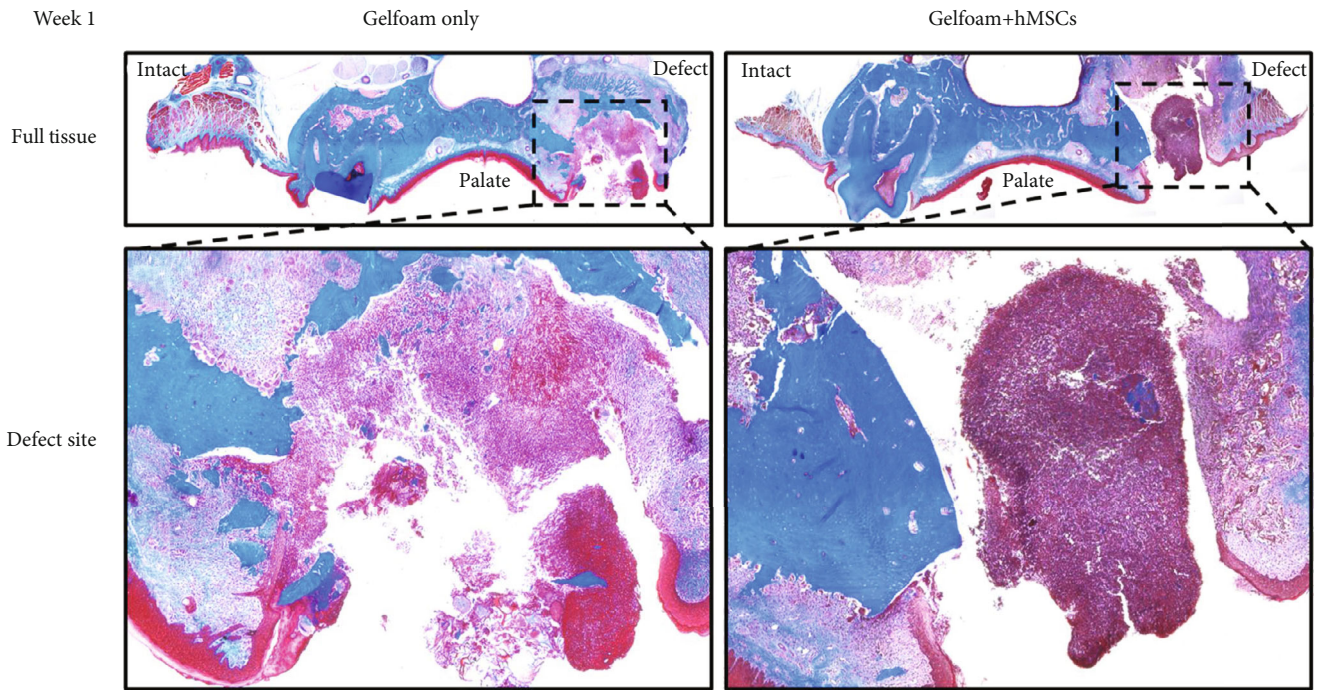 Week 1
Gelfoam only
Gelfoam+hMSCs
Full tissue
Intact
Defect
Palate
Intact
Defect
Palate
Defect site